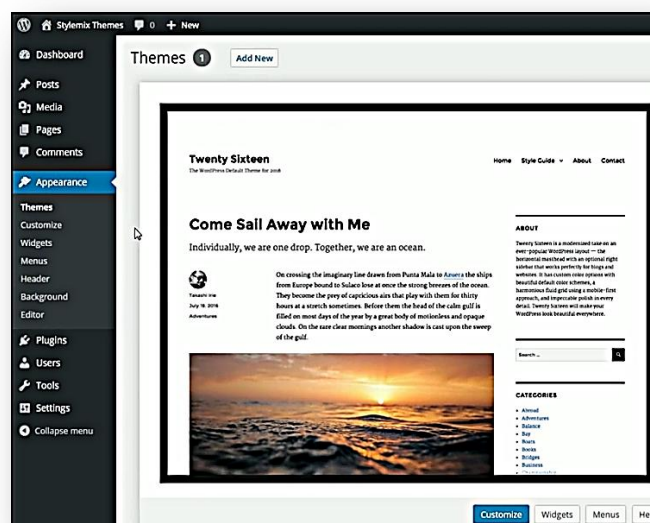 Stylemix Themes 0 + New
Dashboard
Posts
Media
Pages
Comments
Appearance
Themes
Customize
Widgets
Menus
Header
Background
Editor
Plugins
Users
Tools
Settings
Collapse menu
Themes 1 Add New
Twenty Sixteen
The WordPress Default Theme for 2016
Home Style Guide About Contact
Come Sail Away with Me
Individually, we are one drop. Together, we are an ocean.
Takashi Irie
July 18, 2016
Adventures
On crossing the imaginary line drawn from Punta Mala to Azuera the ships
from Europe bound to Sulaco lose at once the strong breezes of the ocean.
They become the prey of capricious airs that play with them for thirty
hours at a stretch sometimes. Before them the head of the calm gulf is
filled on most days of the year by a great body of motionless and opaque
clouds. On the rare clear mornings another shadow is cast upon the sweep
of the gulf.
ABOUT
Twenty Sixteen is a modernized take on an
ever-popular WordPress layout — the
horizontal masthead with an optional right
sidebar that works perfectly for blogs and
websites. It has custom color options with
beautiful default color schemes, a
harmonious fluid grid using a mobile-first
approach, and impeccable polish in every
detail. Twenty Sixteen will make your
WordPress look beautiful everywhere.
Search …
CATEGORIES
Abroad
Adventures
Balance
Bay
Boats
Books
Bridges
Business
Customize Widgets Menus He